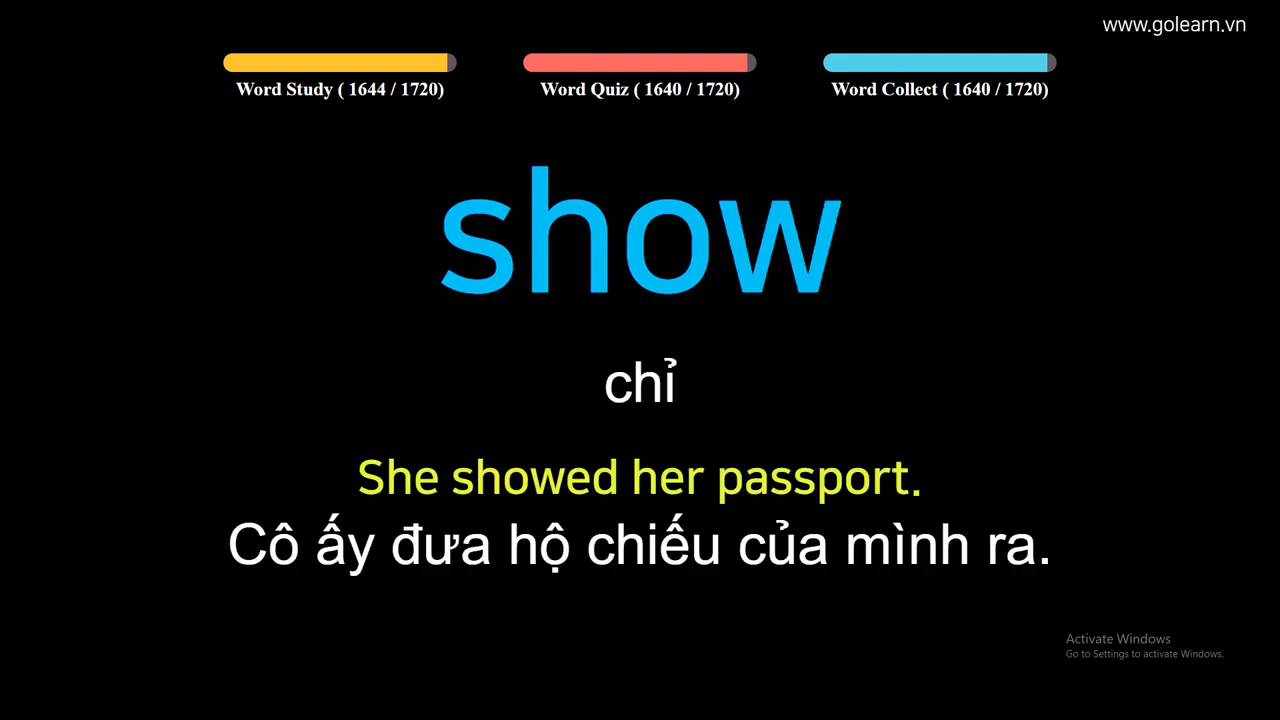 www.golearn.vn
Word Study ( 1644 / 1720)
Word Quiz ( 1640 / 1720)
Word Collect ( 1640 / 1720)
show
chỉ
She showed her passport.
Cô ấy đưa hộ chiếu của mình ra.
Activate Windows
Go to Settings to activate Windows.